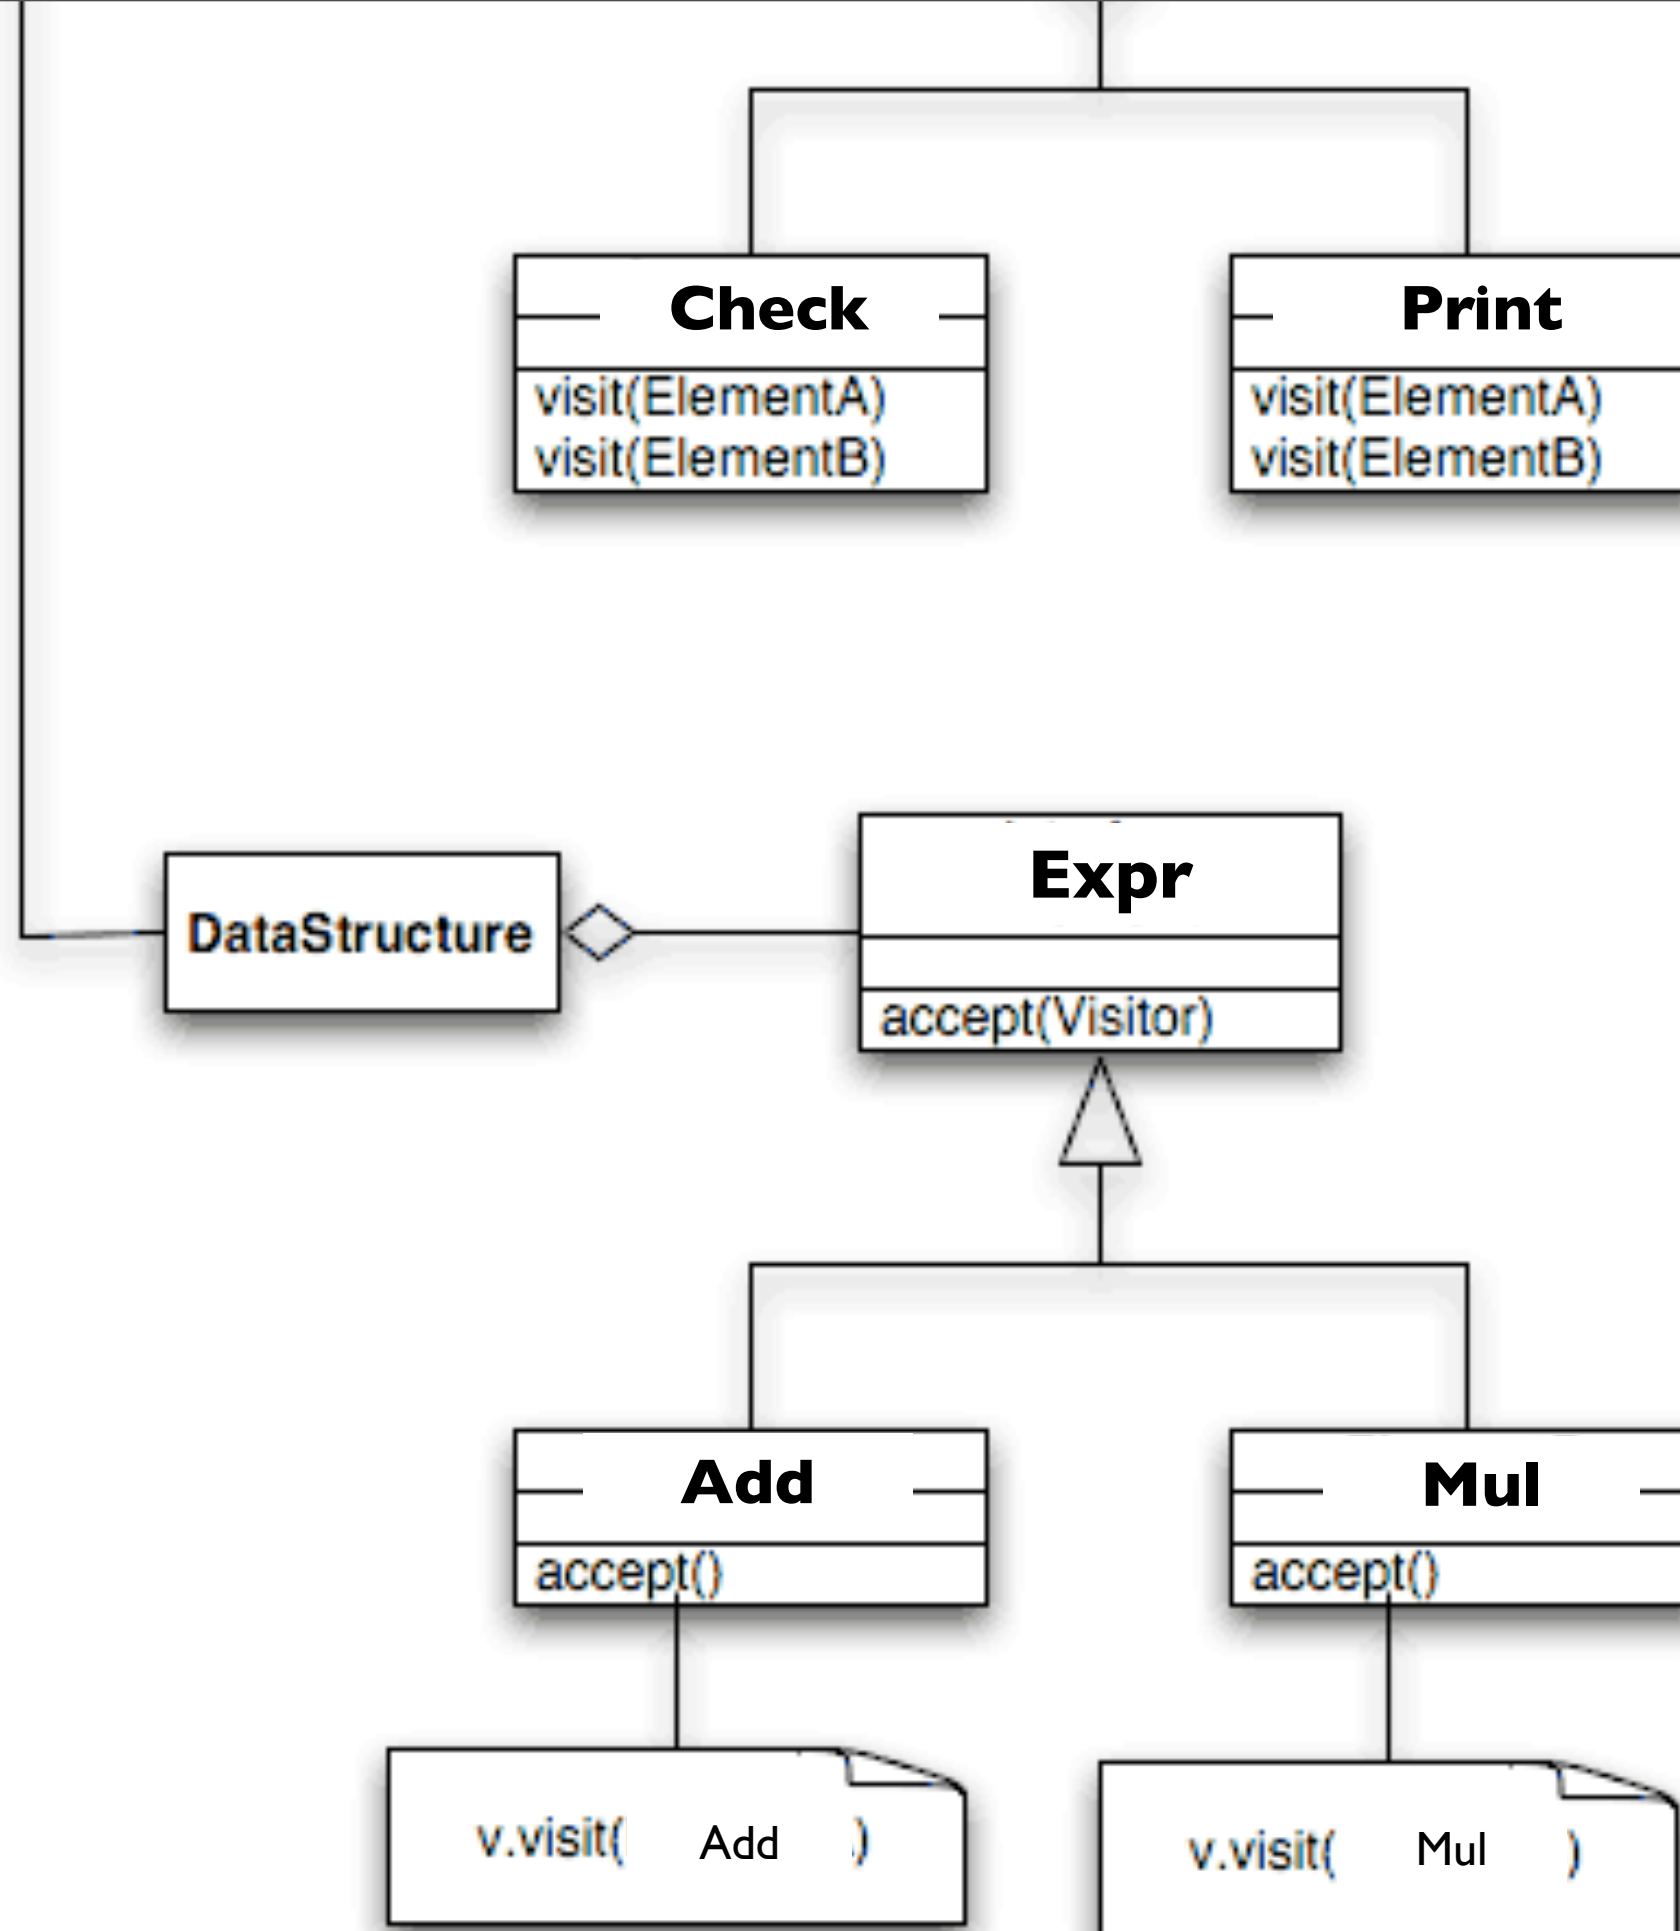 Check
visit(ElementA)
visit(ElementB)
Print
visit(ElementA)
visit(ElementB)
DataStructure
Expr
accept(Visitor)
Add
accept()
Mul
accept()
v.visit( Add )
v.visit( Mul )